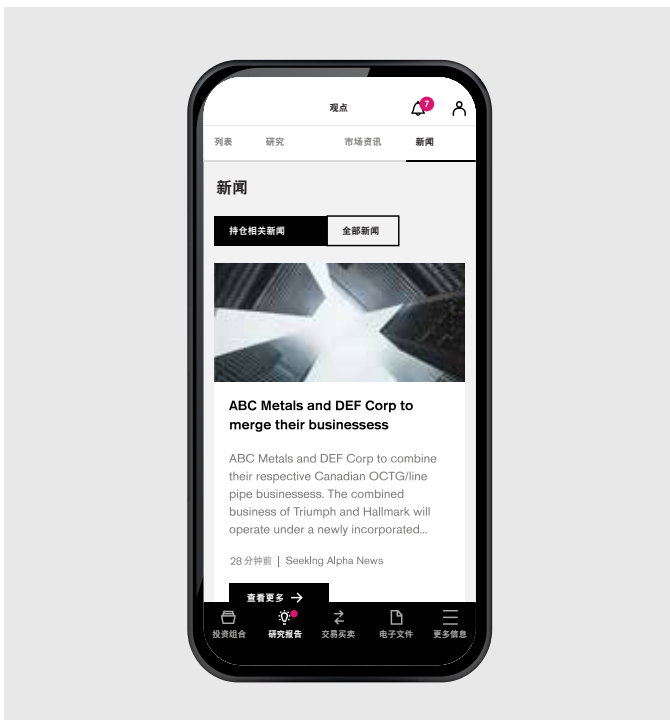 观点
7
列表 研究 市场资讯 新闻
新闻
持仓相关新闻 全部新闻
ABC Metals and DEF Corp to
merge their businessess
ABC Metals and DEF Corp to combine
their respective Canadian OCTG/line
pipe businessess. The combined
business of Triumph and Hallmark will
operate under a newly incorporated...
28 分钟前 | Seeking Alpha News
查看更多 →
投资组合 研究报告 交易买卖 电子文件 更多信息